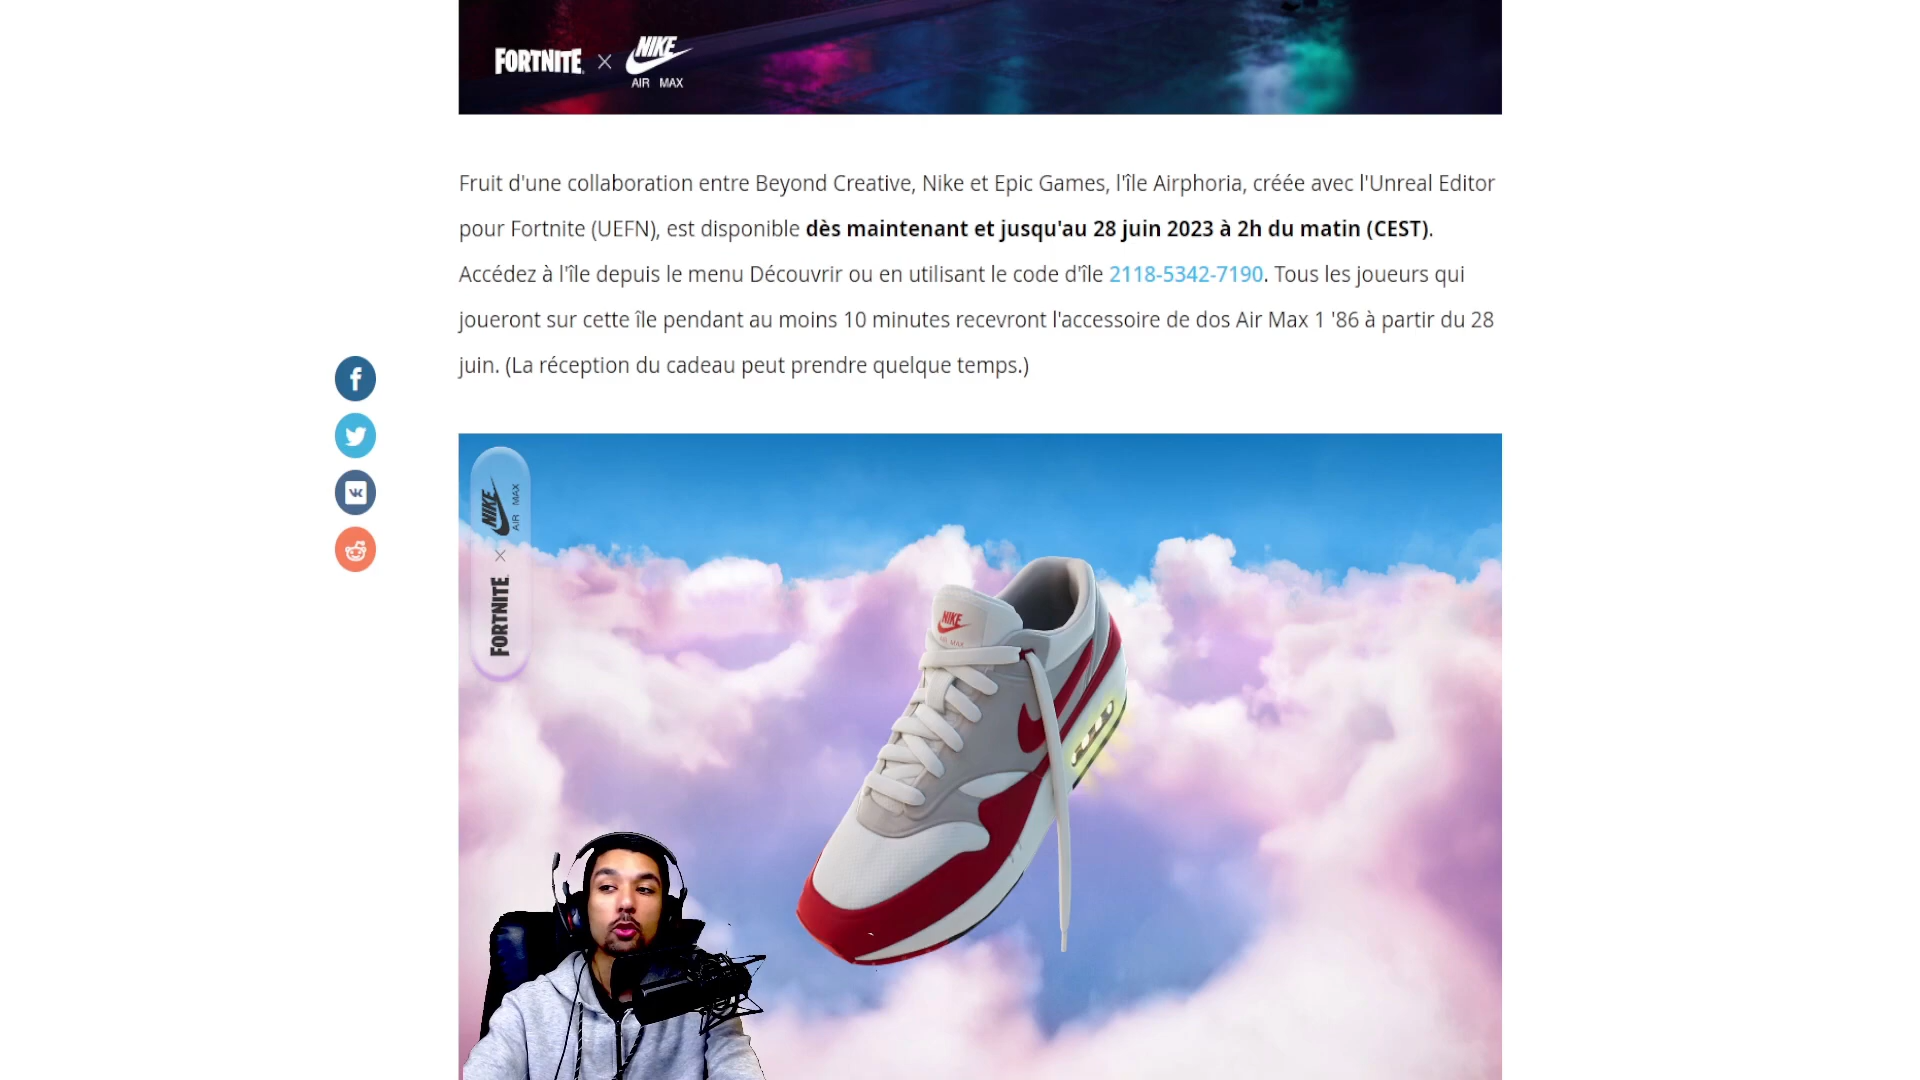 FORTNITE X NIKE
AIR MAX
Fruit d'une collaboration entre Beyond Creative, Nike et Epic Games, l'île Airphoria, créée avec l'Unreal Editor
pour Fortnite (UEFN), est disponible dès maintenant et jusqu'au 28 juin 2023 à 2h du matin (CEST).
Accédez à l'île depuis le menu Découvrir ou en utilisant le code d'île 2118-5342-7190. Tous les joueurs qui
joueront sur cette île pendant au moins 10 minutes recevront l'accessoire de dos Air Max 1 '86 à partir du 28
juin. (La réception du cadeau peut prendre quelque temps.)
FORTNITE X NIKE
AIR MAX
NIKE
AIR MAX